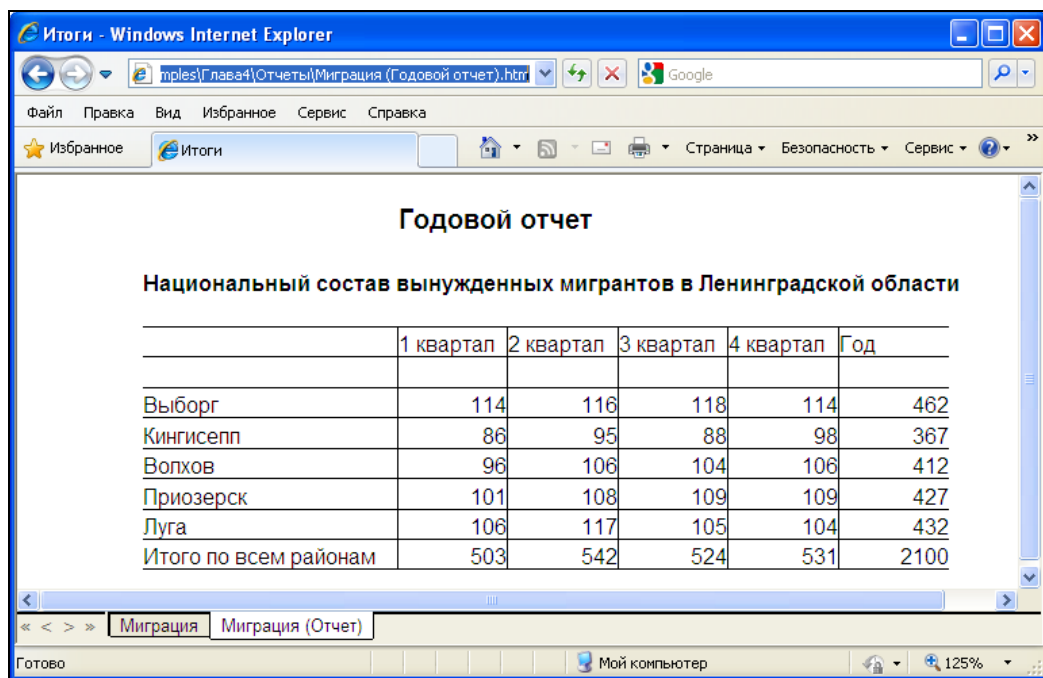 Итоги - Windows Internet Explorer
mples\Глава4\Отчеты\Миграция (Годовой отчет).htm Google
Файл Правка Вид Избранное Сервис Справка
Избранное Итоги Страница Безопасность Сервис »
Годовой отчет
Национальный состав вынужденных мигрантов в Ленинградской области
1 квартал 2 квартал 3 квартал 4 квартал Год
Выборг 114 116 118 114 462
Кингисепп 86 95 88 98 367
Волхов 96 106 104 106 412
Приозерск 101 108 109 109 427
Луга 106 117 105 104 432
Итого по всем районам 503 542 524 531 2100
« < > » Миграция Миграция (Отчет)
Готово Мой компьютер 125%